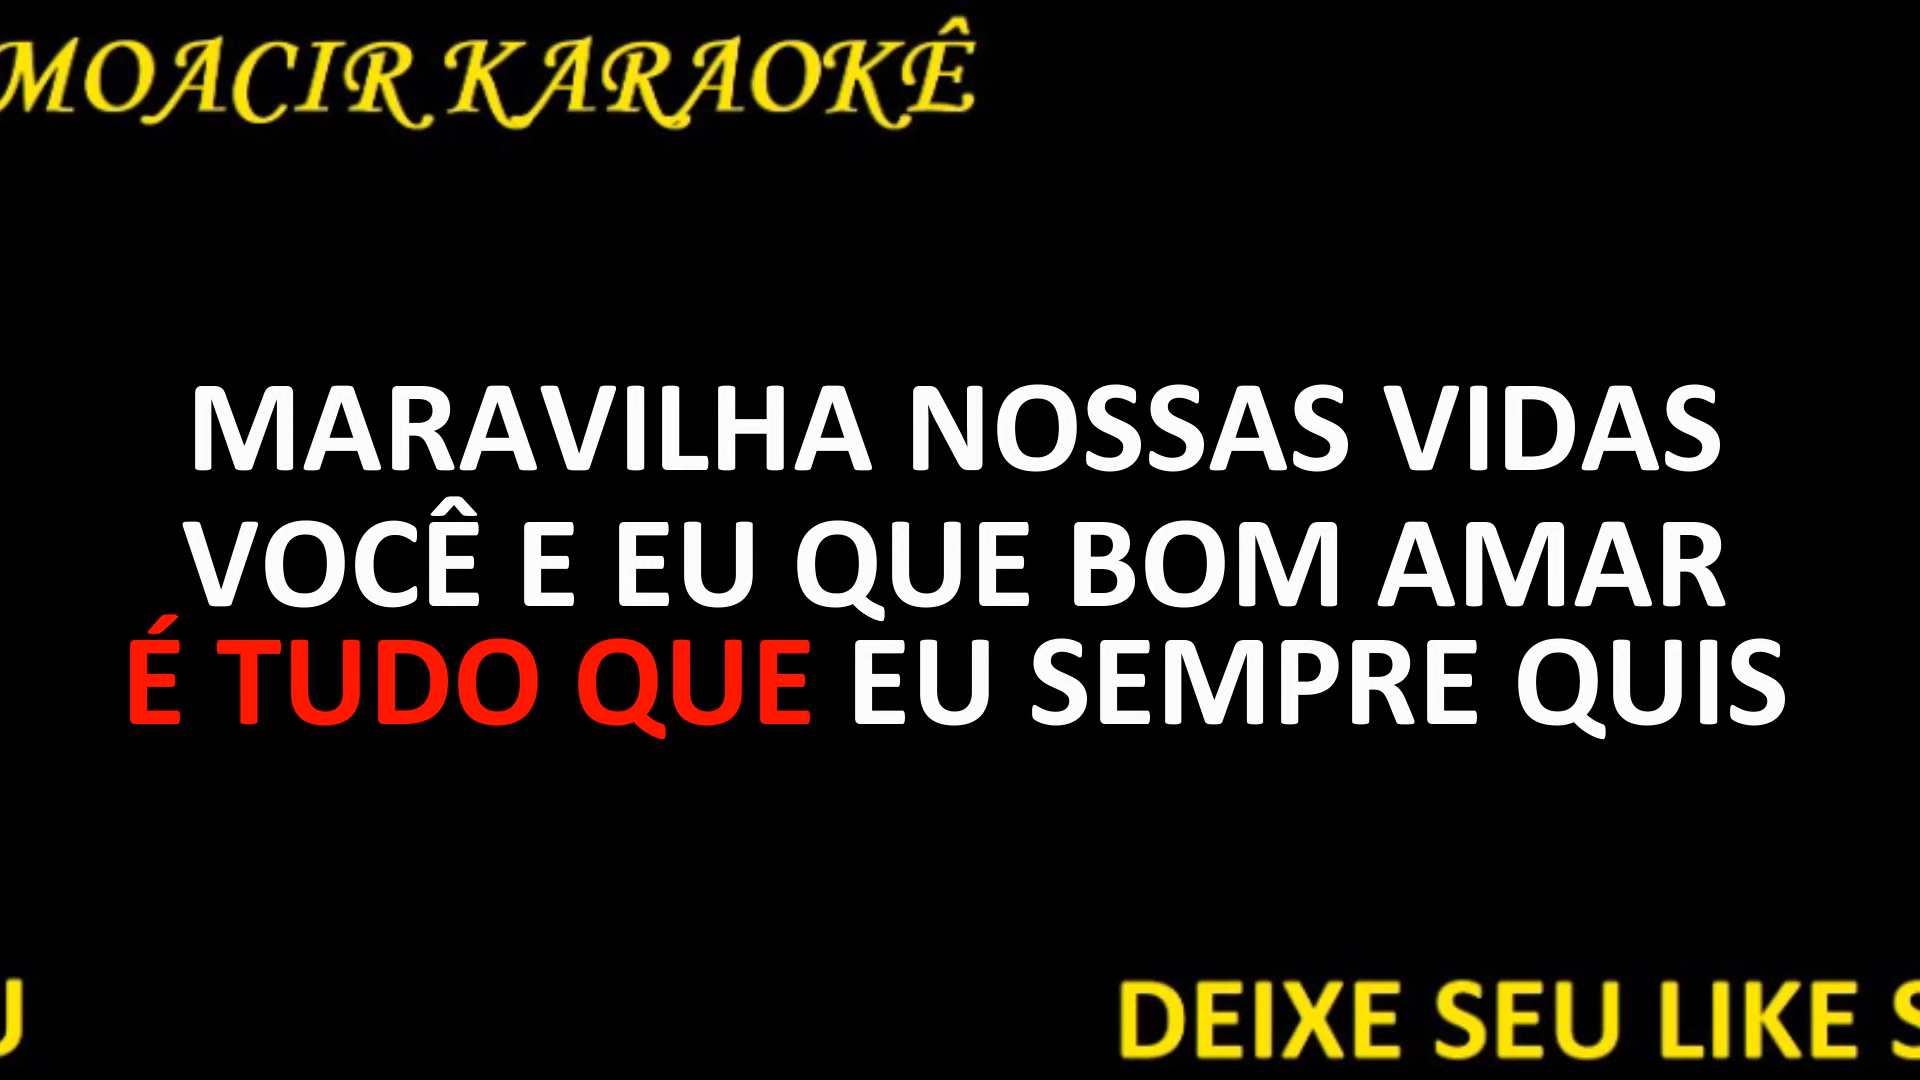 MOACIR KARAOKÊ
MARAVILHA NOSSAS VIDAS
VOCÊ E EU QUE BOM AMAR
É TUDO QUE EU SEMPRE QUIS
DEIXE SEU LIKE